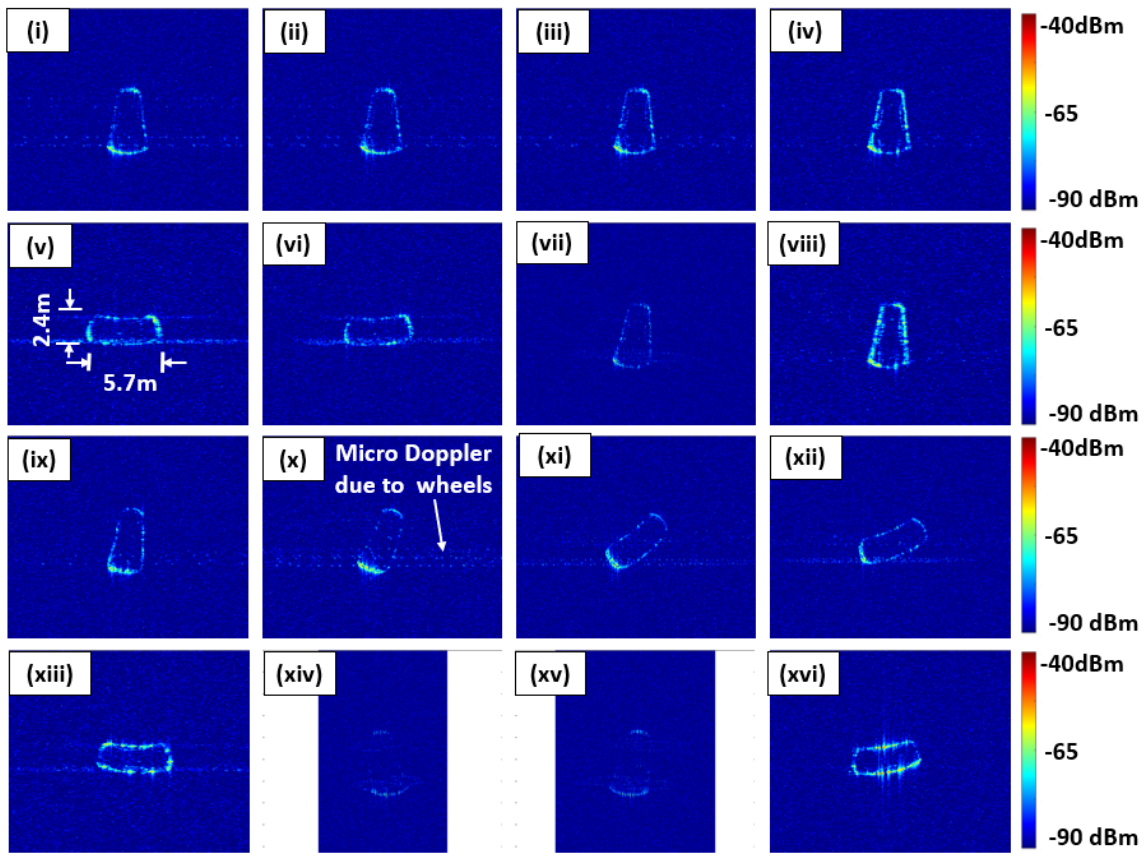 (i)
(ii)
(iii)
(iv)
-40dBm
-65
-90 dBm
(v)
2.4m
5.7m
(vi)
(vii)
(viii)
-40dBm
-65
-90 dBm
(ix)
(x)
Micro Doppler
due to wheels
(xi)
(xii)
-40dBm
-65
-90 dBm
(xiii)
(xiv)
(xv)
(xvi)
-40dBm
-65
-90 dBm